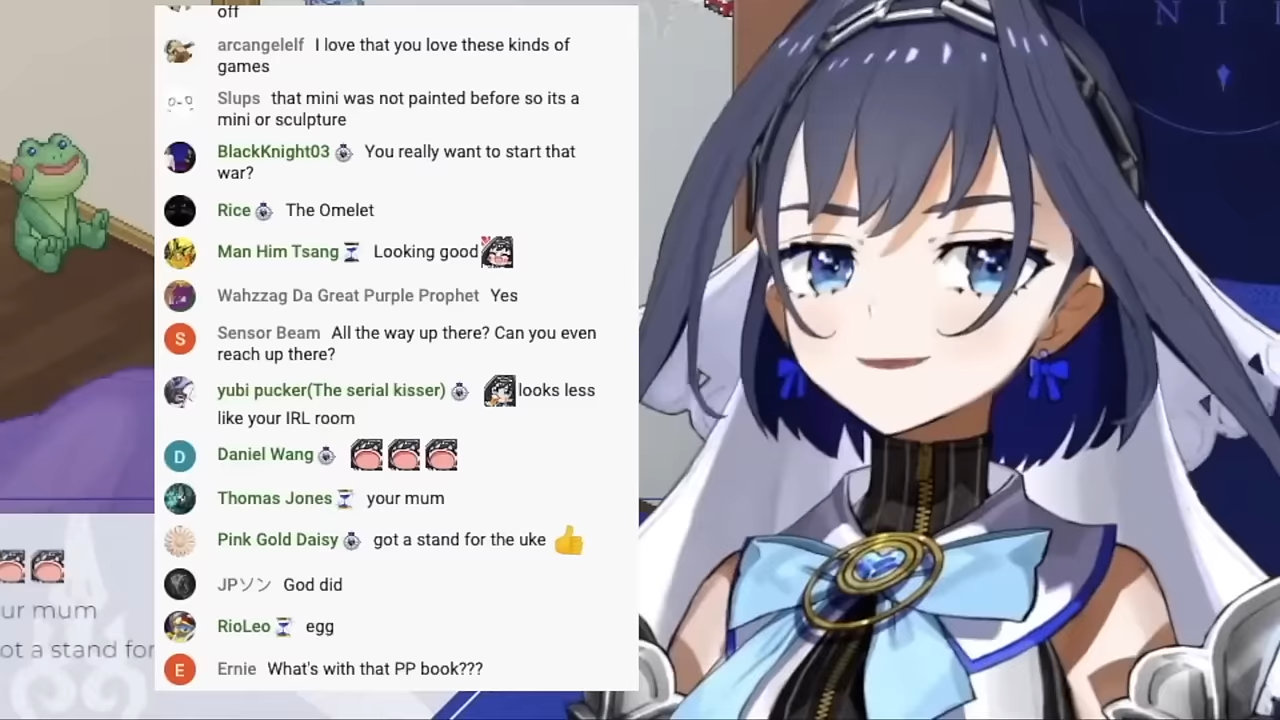 off
arcangelelf I love that you love these kinds of
games
Slups that mini was not painted before so its a
mini or sculpture
BlackKnight03 You really want to start that
war?
Rice The Omelet
Man Him Tsang Looking good
Wahzzag Da Great Purple Prophet Yes
S Sensor Beam All the way up there? Can you even
reach up there?
yubi pucker(The serial kisser) looks less
like your IRL room
D Daniel Wang
Thomas Jones your mum
Pink Gold Daisy got a stand for the uke
JPソン God did
RioLeo egg
E Ernie What's with that PP book???
ur mum
ot a stand for
N I